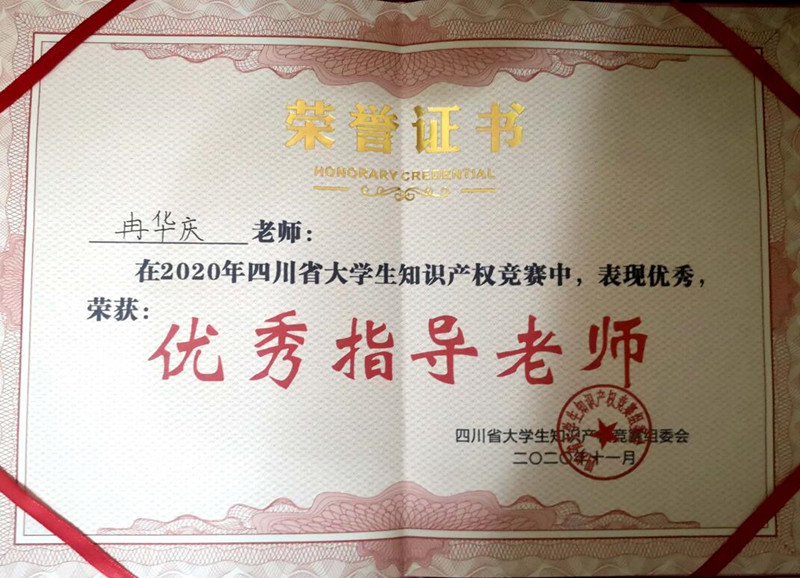 荣誉证书
HONORARY CREDENTIAL
冉华庆 老师：
在2020年四川省大学生知识产权竞赛中，表现优秀，
荣获：
优秀指导老师
四川省大学生知识产权竞赛组委会
二〇二〇年十一月